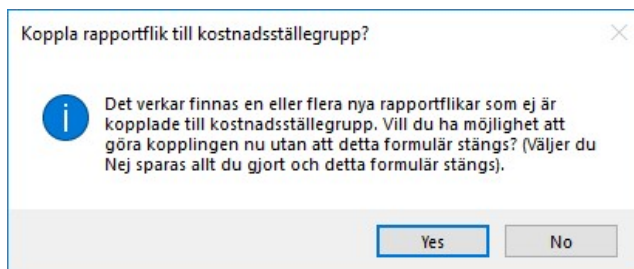 Koppla rapportflik till kostnadsställegrupp?
Det verkar finnas en eller flera nya rapportflikar som ej är
kopplade till kostnadsställegrupp. Vill du ha möjlighet att
göra kopplingen nu utan att detta formulär stängs? (Väljer du
Nej sparas allt du gjort och detta formulär stängs).
Yes
No